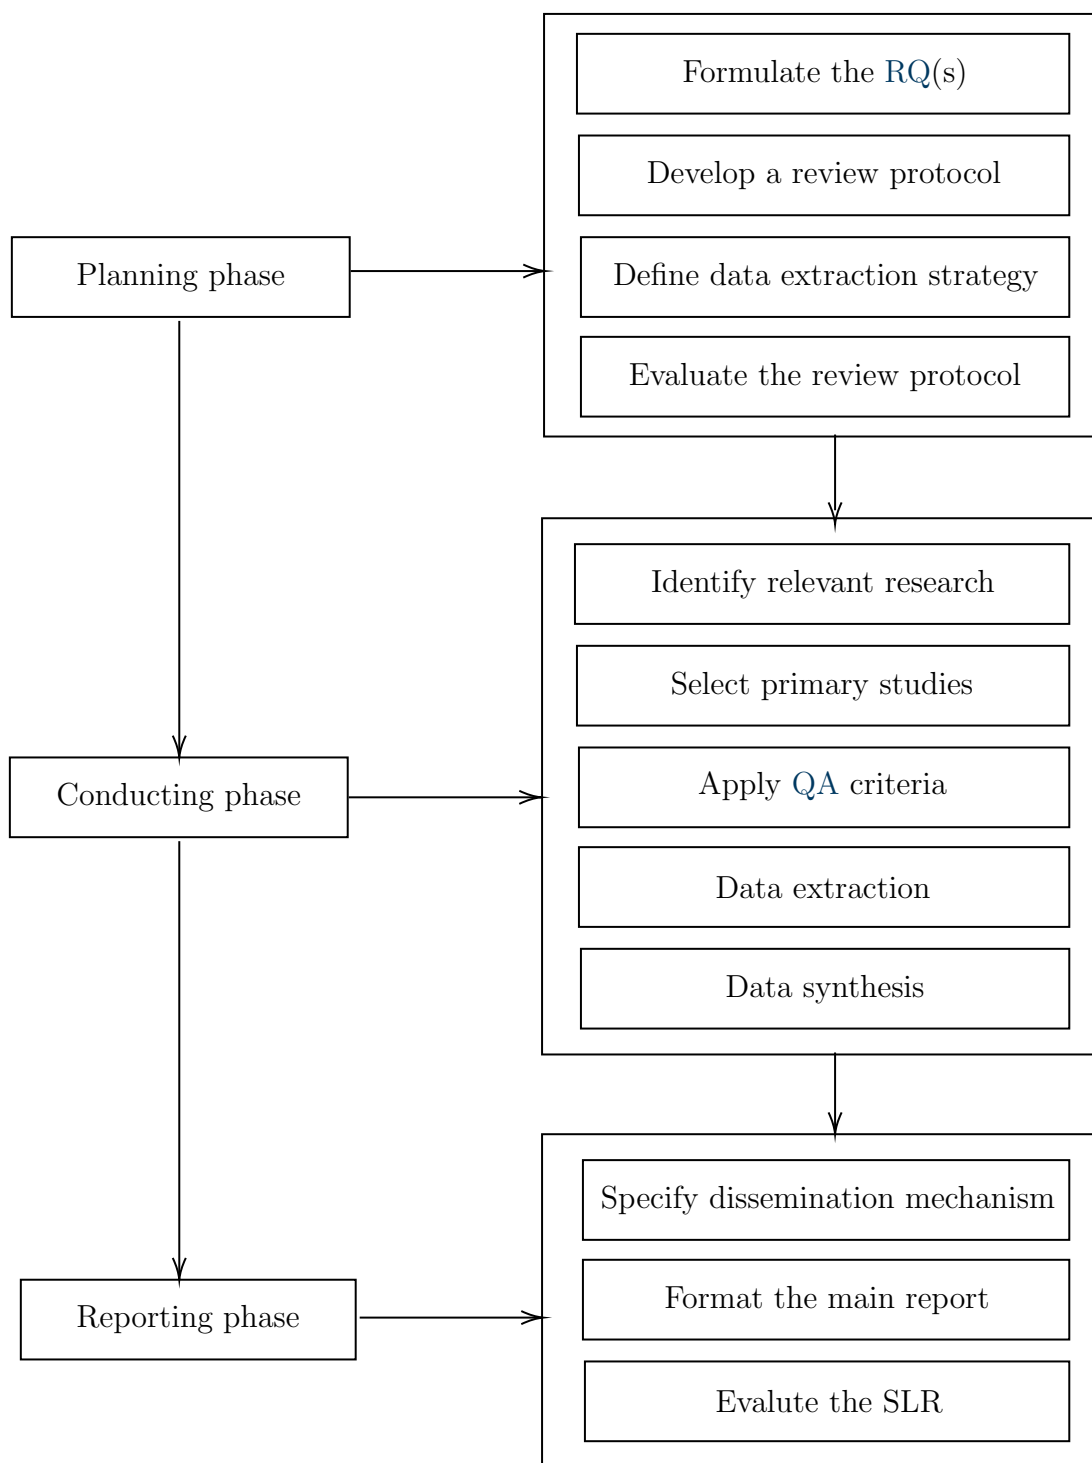 Formulate the RQ(s)
Develop a review protocol
Planning phase
Define data extraction strategy
Evaluate the review protocol
Identify relevant research
Select primary studies
Conducting phase
Apply QA criteria
Data extraction
Data synthesis
Specify dissemination mechanism
Format the main report
Reporting phase
Evalute the SLR